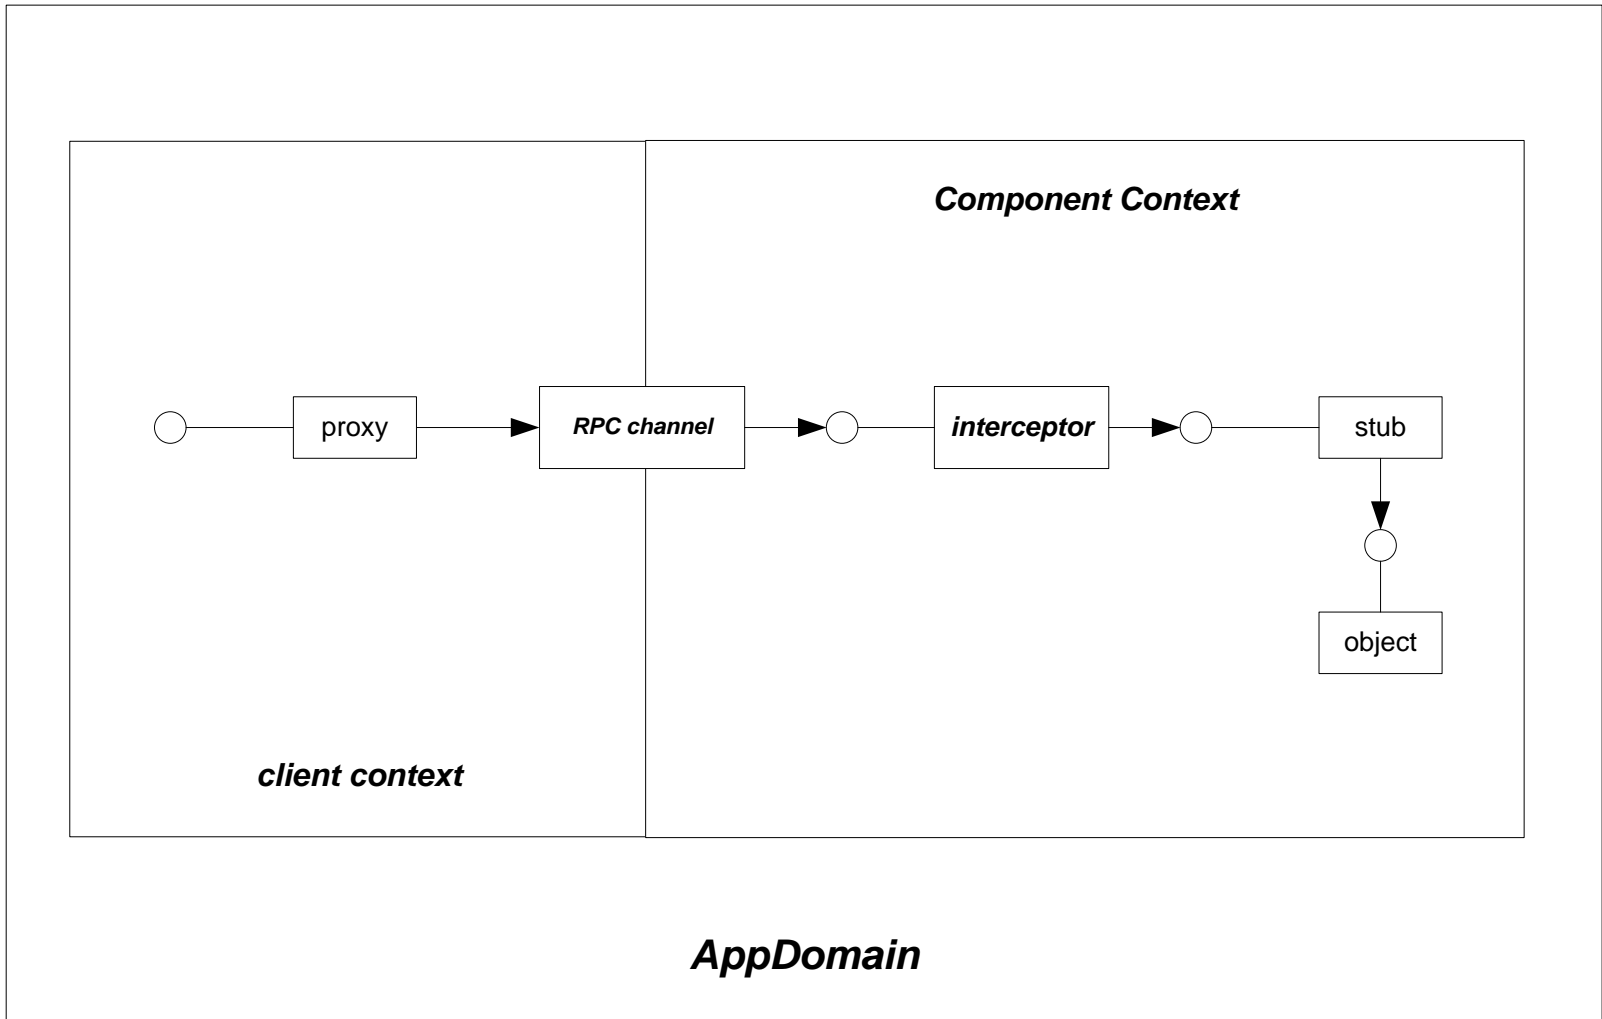 Component Context
proxy
RPC channel
interceptor
stub
object
client context
AppDomain